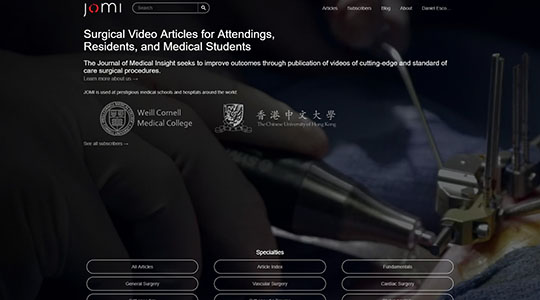 jomi
Search
Articles Subscribers Blog About Daniel Esco...
Surgical Video Articles for Attendings,
Residents, and Medical Students
The Journal of Medical Insight seeks to improve outcomes through publication of videos of cutting-edge and standard of
care surgical procedures.
Learn more about us →
JOMI is used at prestigious medical schools and hospitals around the world:
Weill Cornell
Medical College
香港中文大學
The Chinese University of Hong Kong
See all subscribers →
Specialties
All Articles Article Index Fundamentals
General Surgery Vascular Surgery Cardiac Surgery